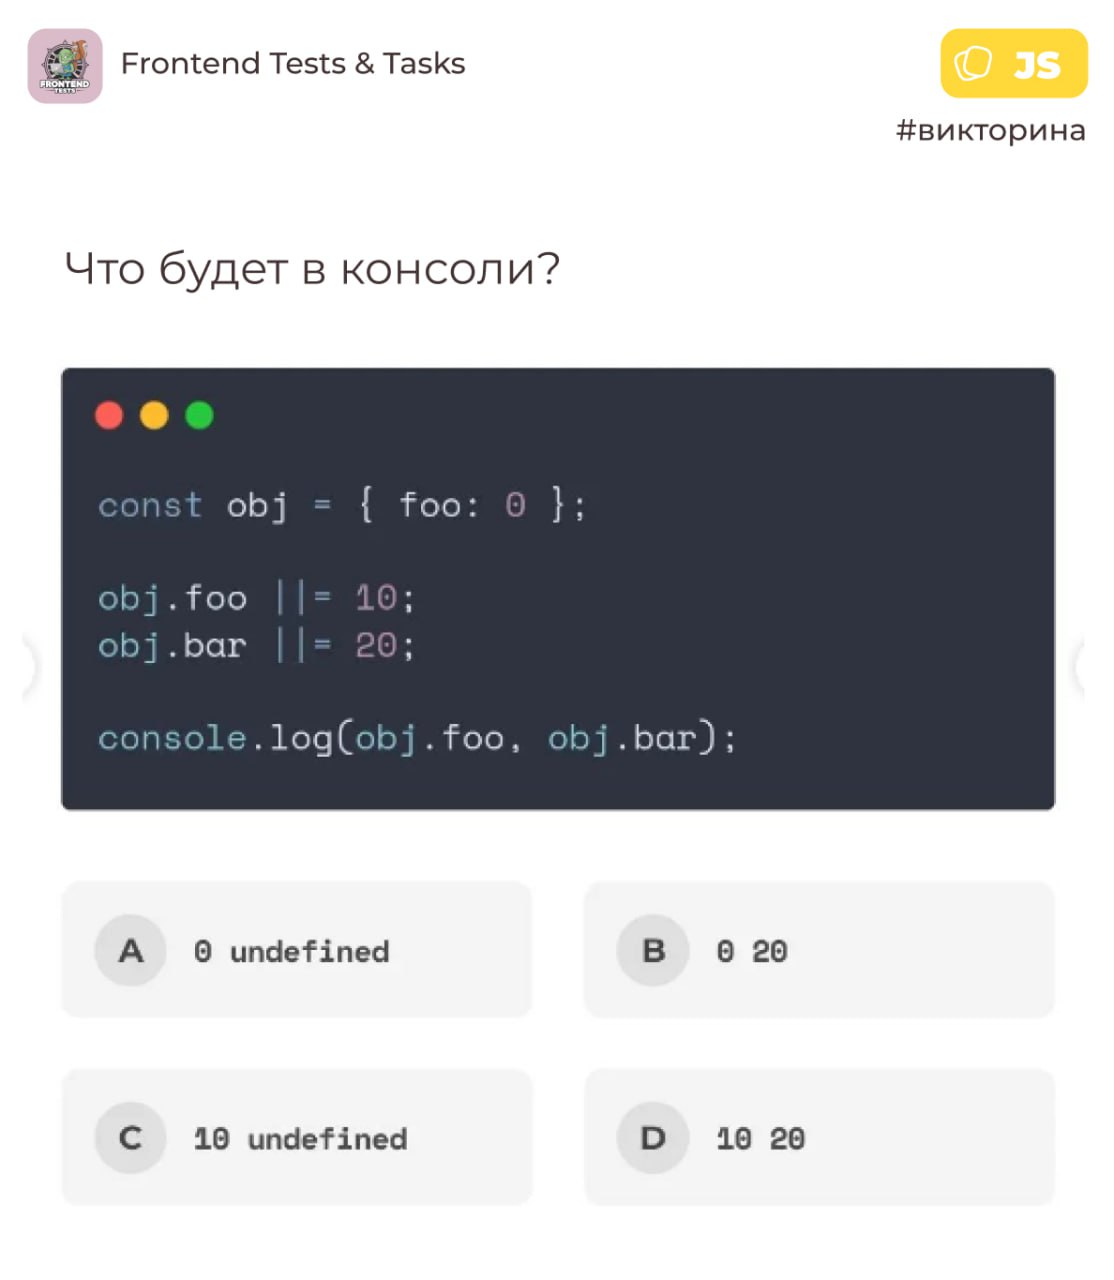 Frontend Tests & Tasks
JS
#викторина
FRONTEND
TESTS
Что будет в консоли?
const obj = { foo: 0 };
obj.foo ||= 10;
obj.bar ||= 20;
console.log(obj.foo, obj.bar);
A 0 undefined
B 0 20
C 10 undefined
D 10 20